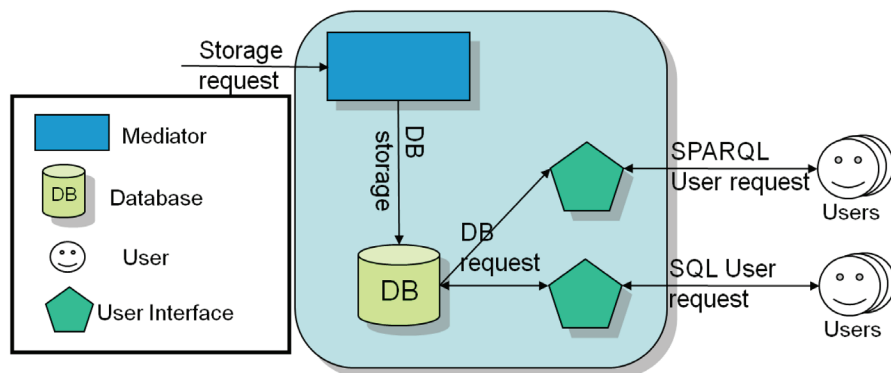 Storage
request
Mediator
DB
Database
User
User Interface
DB
storage
DB
DB
request
SPARQL
User request
Users
SQL User
request
Users